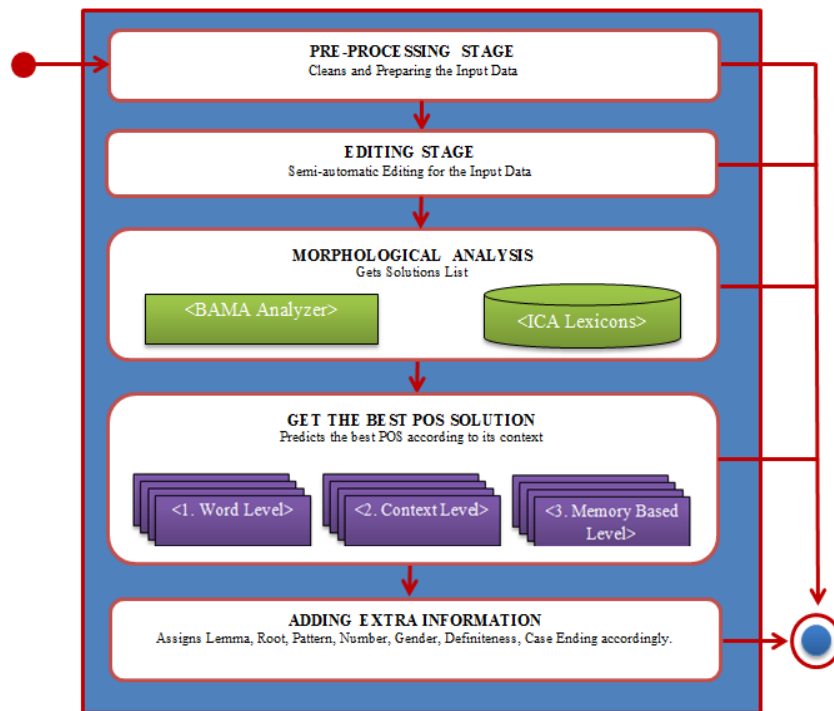 PRE-PROCESSING STAGE
Cleans and Preparing the Input Data
EDITING STAGE
Semi-automatic Editing for the Input Data
MORPHOLOGICAL ANALYSIS
Gets Solutions List
<BAMA Analyzer>
<ICA Lexicons>
GET THE BEST POS SOLUTION
Predicts the best POS according to its context
<1. Word Level>
<2. Context Level>
<3. Memory Based
Level>
ADDING EXTRA INFORMATION
Assigns Lemma, Root, Pattern, Number, Gender, Definiteness, Case Ending accordingly.